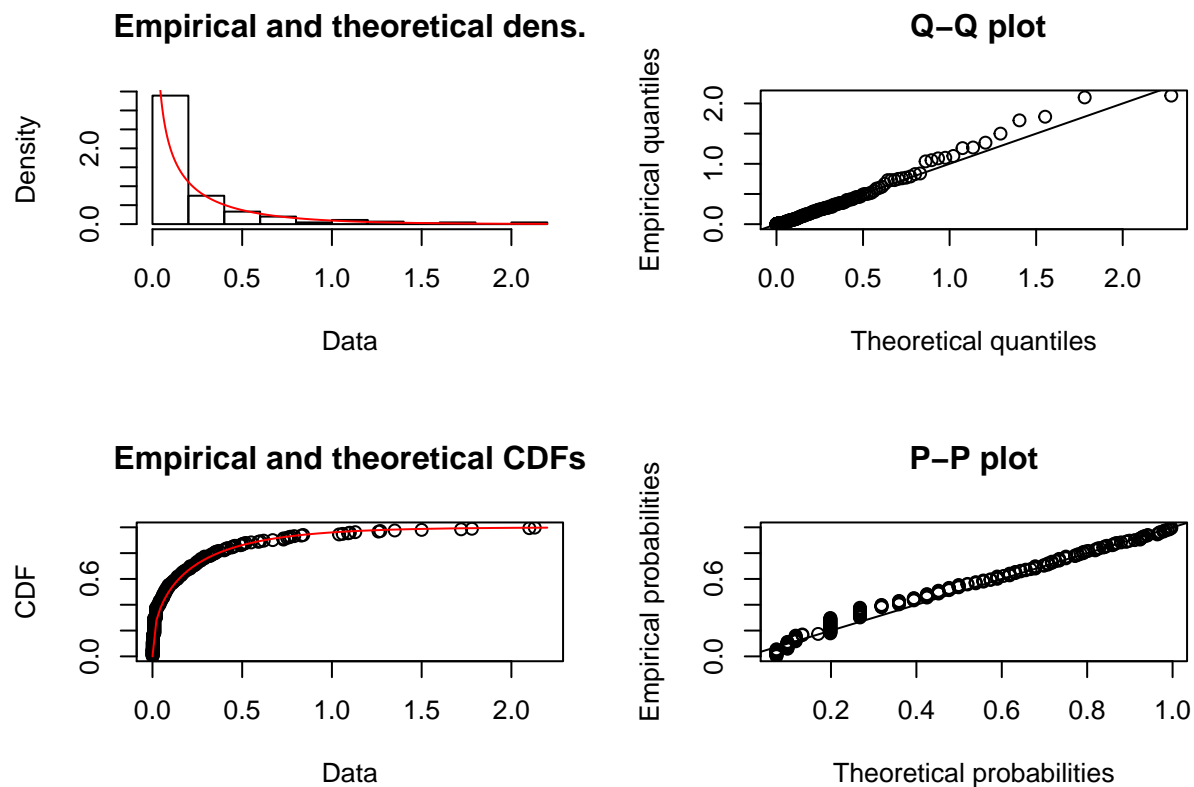 Empirical and theoretical dens.
Density
0.0 2.0
0.0 0.5 1.0 1.5 2.0
Data
Q−Q plot
Empirical quantiles
0.0 1.0 2.0
0.0 0.5 1.0 1.5 2.0
Theoretical quantiles
Empirical and theoretical CDFs
CDF
0.0 0.6
0.0 0.5 1.0 1.5 2.0
Data
P−P plot
Empirical probabilities
0.0 0.6
0.2 0.4 0.6 0.8 1.0
Theoretical probabilities